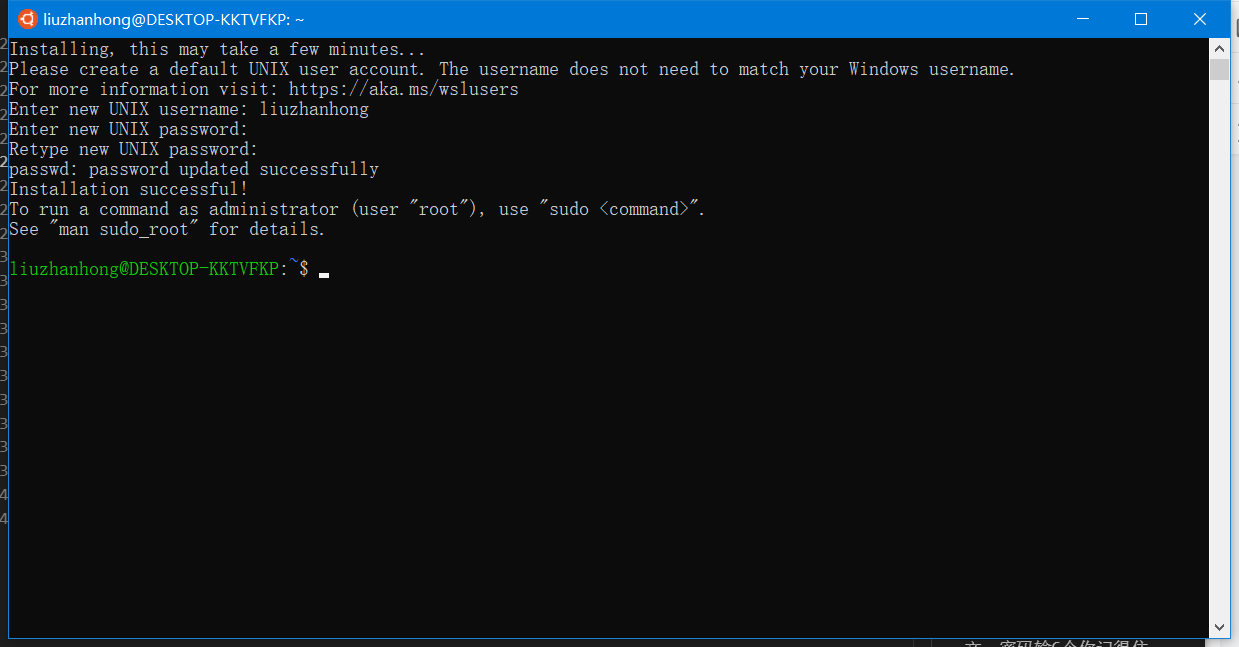 liuzhanhong@DESKTOP-KKTVFKP: ~
Installing, this may take a few minutes...
Please create a default UNIX user account. The username does not need to match your Windows username.
For more information visit: https://aka.ms/wslusers
Enter new UNIX username: liuzhanhong
Enter new UNIX password:
Retype new UNIX password:
passwd: password updated successfully
Installation successful!
To run a command as administrator (user "root"), use "sudo <command>".
See "man sudo_root" for details.
liuzhanhong@DESKTOP-KKTVFKP:~$